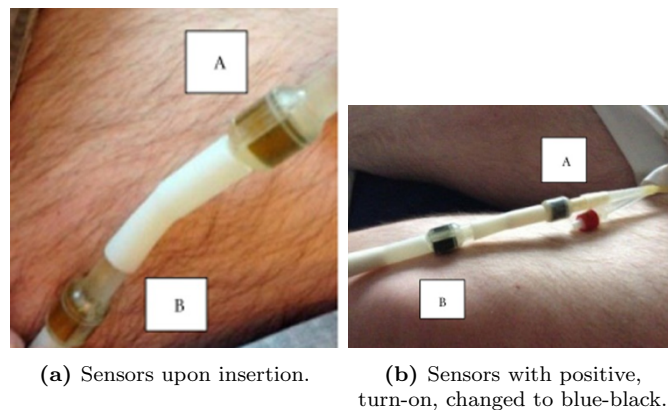 A
B
A
B
(a) Sensors upon insertion.
(b) Sensors with positive,
turn-on, changed to blue-black.